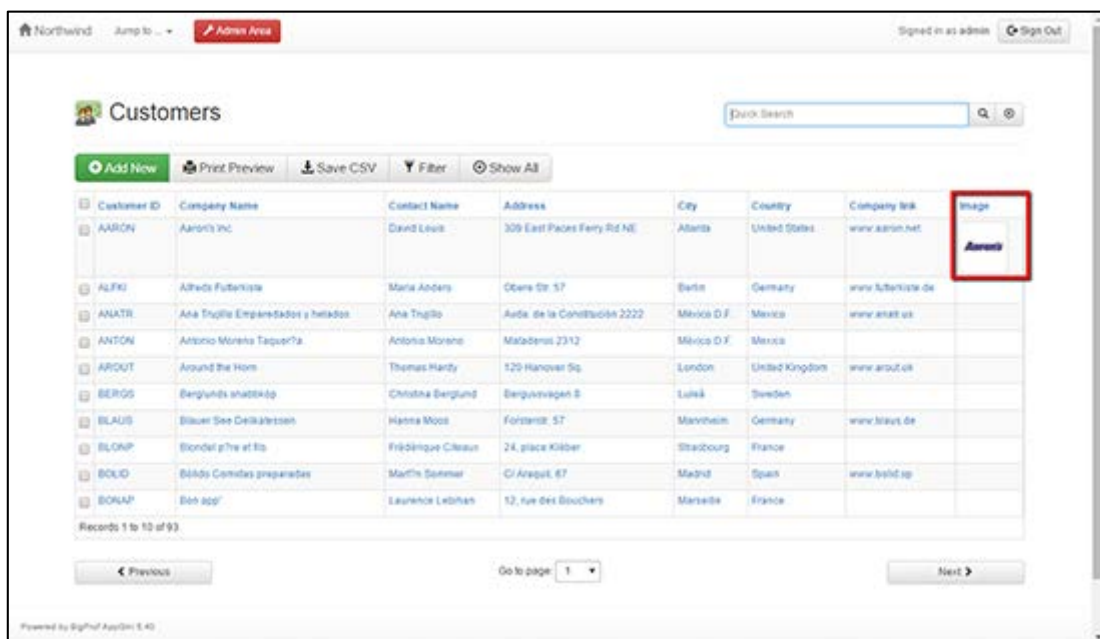 Northwind Jump to ... Admin Area Signed in as admin Sign Out
Customers Quick Search
Add New Print Preview Save CSV Filter Show All
Customer ID Company Name Contact Name Address City Country Company link Image
AARON Aaron's Inc. David Louis 309 East Paces Ferry Rd NE Atlanta United States www.aaron.net Aaron's
ALFKI Alfreds Futterkiste Maria Anders Obere Str. 57 Berlin Germany www.futterkiste.de
ANATR Ana Trujillo Emparedados y helados Ana Trujillo Avda. de la Constitución 2222 México D.F. Mexico
ANTON Antonio Moreno Taquer?a Antonio Moreno Mataderos 2312 México D.F. Mexico
AROUT Around the Horn Thomas Hardy 120 Hanover Sq. London United Kingdom www.arout.uk
BERGS Berglunds snabbköp Christina Berglund Berguvsvägen 8 Luleå Sweden
BLAUS Blauer See Delikatessen Hanna Moos Forsterstr. 57 Mannheim Germany www.blaus.de
BLONP Blondel p?re et fils Frédérique Citeaux 24, place Kléber Strasbourg France
BOLID Bólido Comidas preparadas Mart?n Sommer C/ Araquil, 67 Madrid Spain www.bolid.sp
BONAP Bon app' Laurence Lebihan 12, rue des Bouchers Marseille France
Records 1 to 10 of 93
Previous Go to page: 1 Next
Powered by BigProf AppGini 5.40